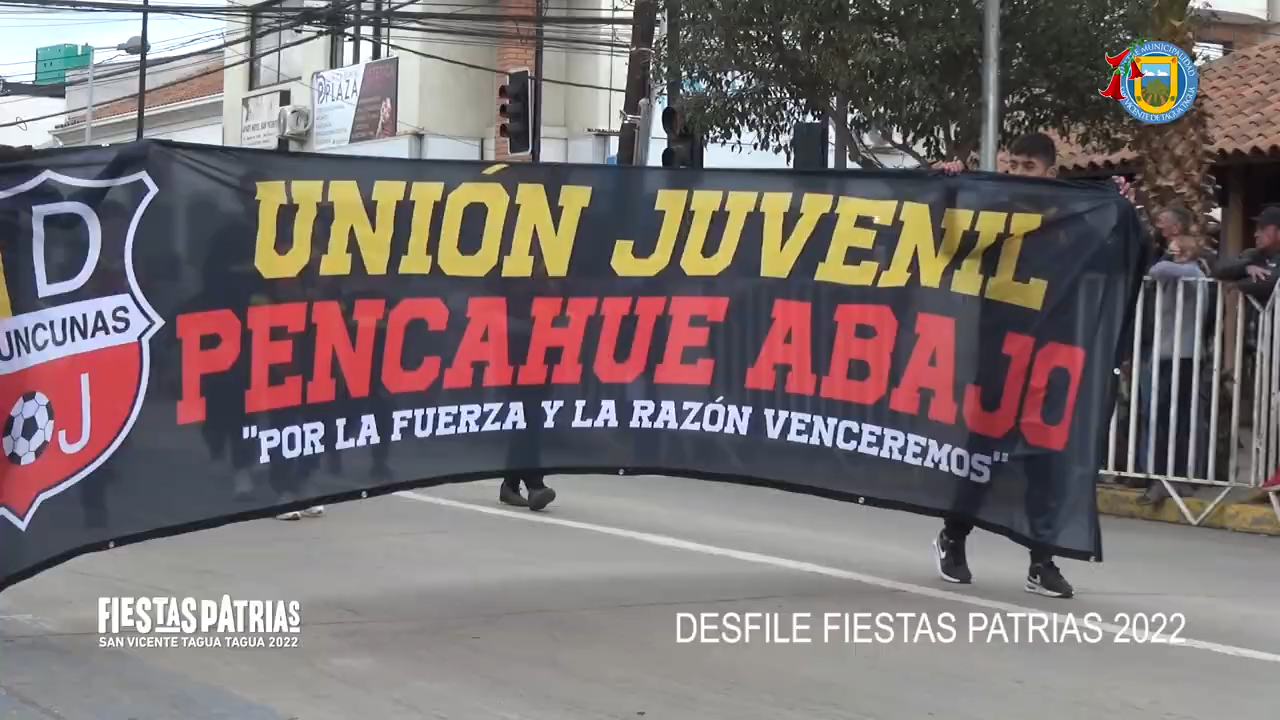 PLAZA
UNIÓN JUVENIL
PENCAHUE ABAJO
"POR LA FUERZA Y LA RAZÓN VENCEREMOS"
D
UNCUNAS
J
FIESTAS PATRIAS
SAN VICENTE TAGUA TAGUA 2022
DESFILE FIESTAS PATRIAS 2022